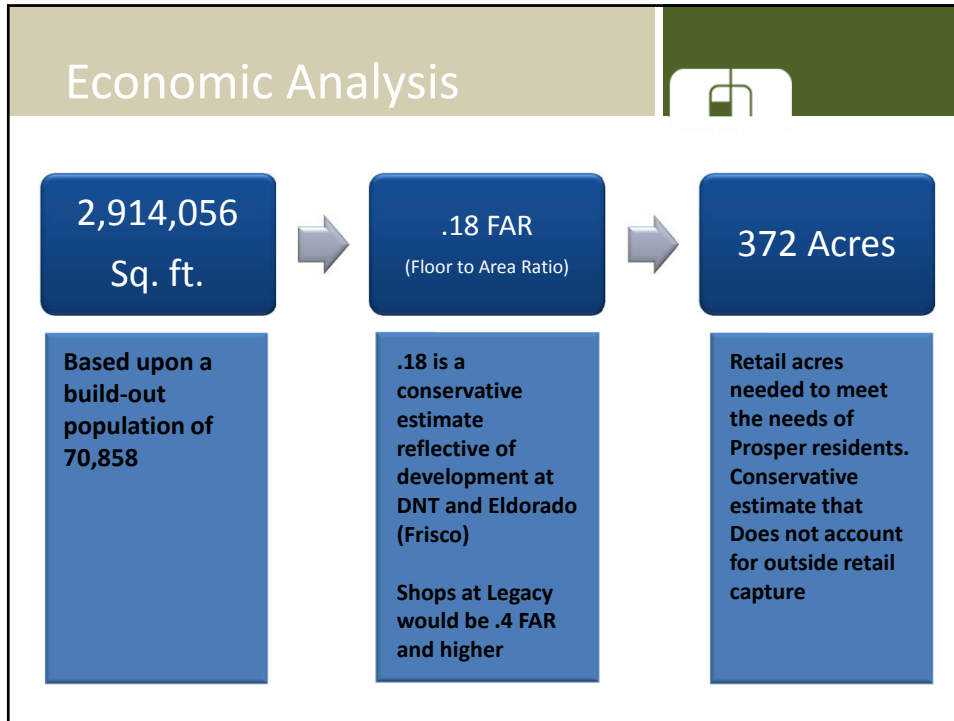 Economic Analysis
2,914,056
Sq. ft.
.18 FAR
(Floor to Area Ratio)
372 Acres
Based upon a
build-out
population of
70,858
.18 is a
conservative
estimate
reflective of
development at
DNT and Eldorado
(Frisco)
Shops at Legacy
would be .4 FAR
and higher
Retail acres
needed to meet
the needs of
Prosper residents.
Conservative
estimate that
Does not account
for outside retail
capture